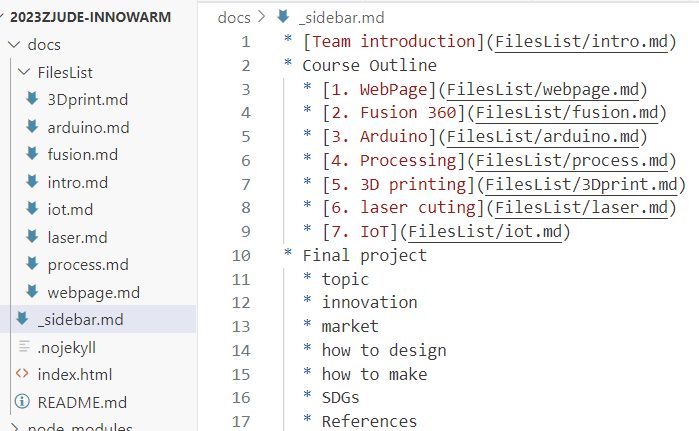 2023ZJUDE-INNOWARM
docs
FilesList
3Dprint.md
arduino.md
fusion.md
intro.md
iot.md
laser.md
process.md
webpage.md
_sidebar.md
.nojekyll
index.html
README.md
node_modules
docs > _sidebar.md
1 * [Team introduction](FilesList/intro.md)
2 * Course Outline
3 * [1. WebPage](FilesList/webpage.md)
4 * [2. Fusion 360](FilesList/fusion.md)
5 * [3. Arduino](FilesList/arduino.md)
6 * [4. Processing](FilesList/process.md)
7 * [5. 3D printing](FilesList/3Dprint.md)
8 * [6. laser cuting](FilesList/laser.md)
9 * [7. IoT](FilesList/iot.md)
10 * Final project
11 * topic
12 * innovation
13 * market
14 * how to design
15 * how to make
16 * SDGs
17 * References